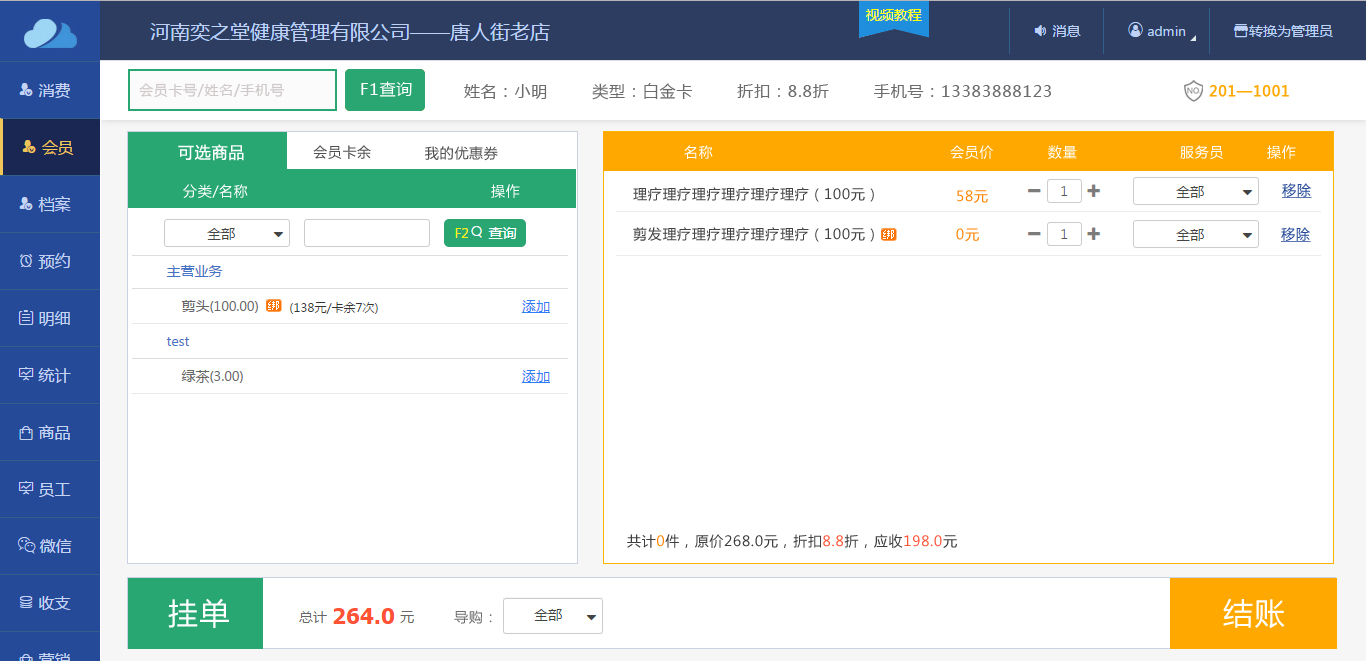 河南奕之堂健康管理有限公司——唐人街老店
视频教程
消息
admin
转换为管理员
消费
会员
档案
预约
明细
统计
商品
员工
微信
收支
营销
会员卡号/姓名/手机号
F1查询
姓名：小明
类型：白金卡
折扣：8.8折
手机号：13383888123
NO
201—1001
可选商品
会员卡余
我的优惠券
分类/名称
操作
全部
F2 查询
主营业务
剪头(100.00) 绑 (138元/卡余7次)
添加
test
绿茶(3.00)
添加
名称
会员价
数量
服务员
操作
理疗理疗理疗理疗理疗理疗（100元）
58元
1
全部
移除
剪发理疗理疗理疗理疗理疗（100元）绑
0元
1
全部
移除
共计0件，原价268.0元，折扣8.8折，应收198.0元
挂单
总计 264.0 元
导购：
全部
结账